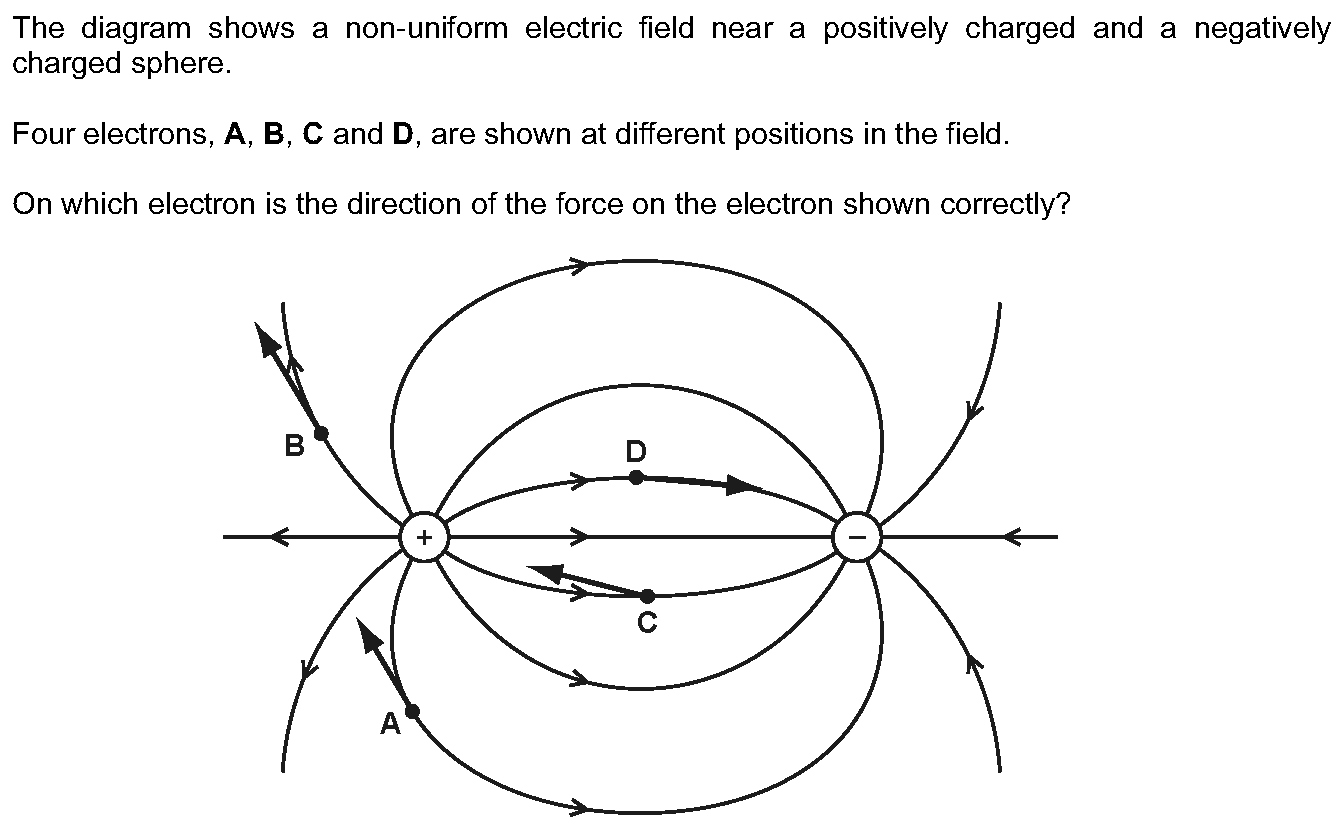 The diagram shows a non-uniform electric field near a positively charged and a negatively
charged sphere.
Four electrons, A, B, C and D, are shown at different positions in the field.
On which electron is the direction of the force on the electron shown correctly?
B
D
+
−
C
A